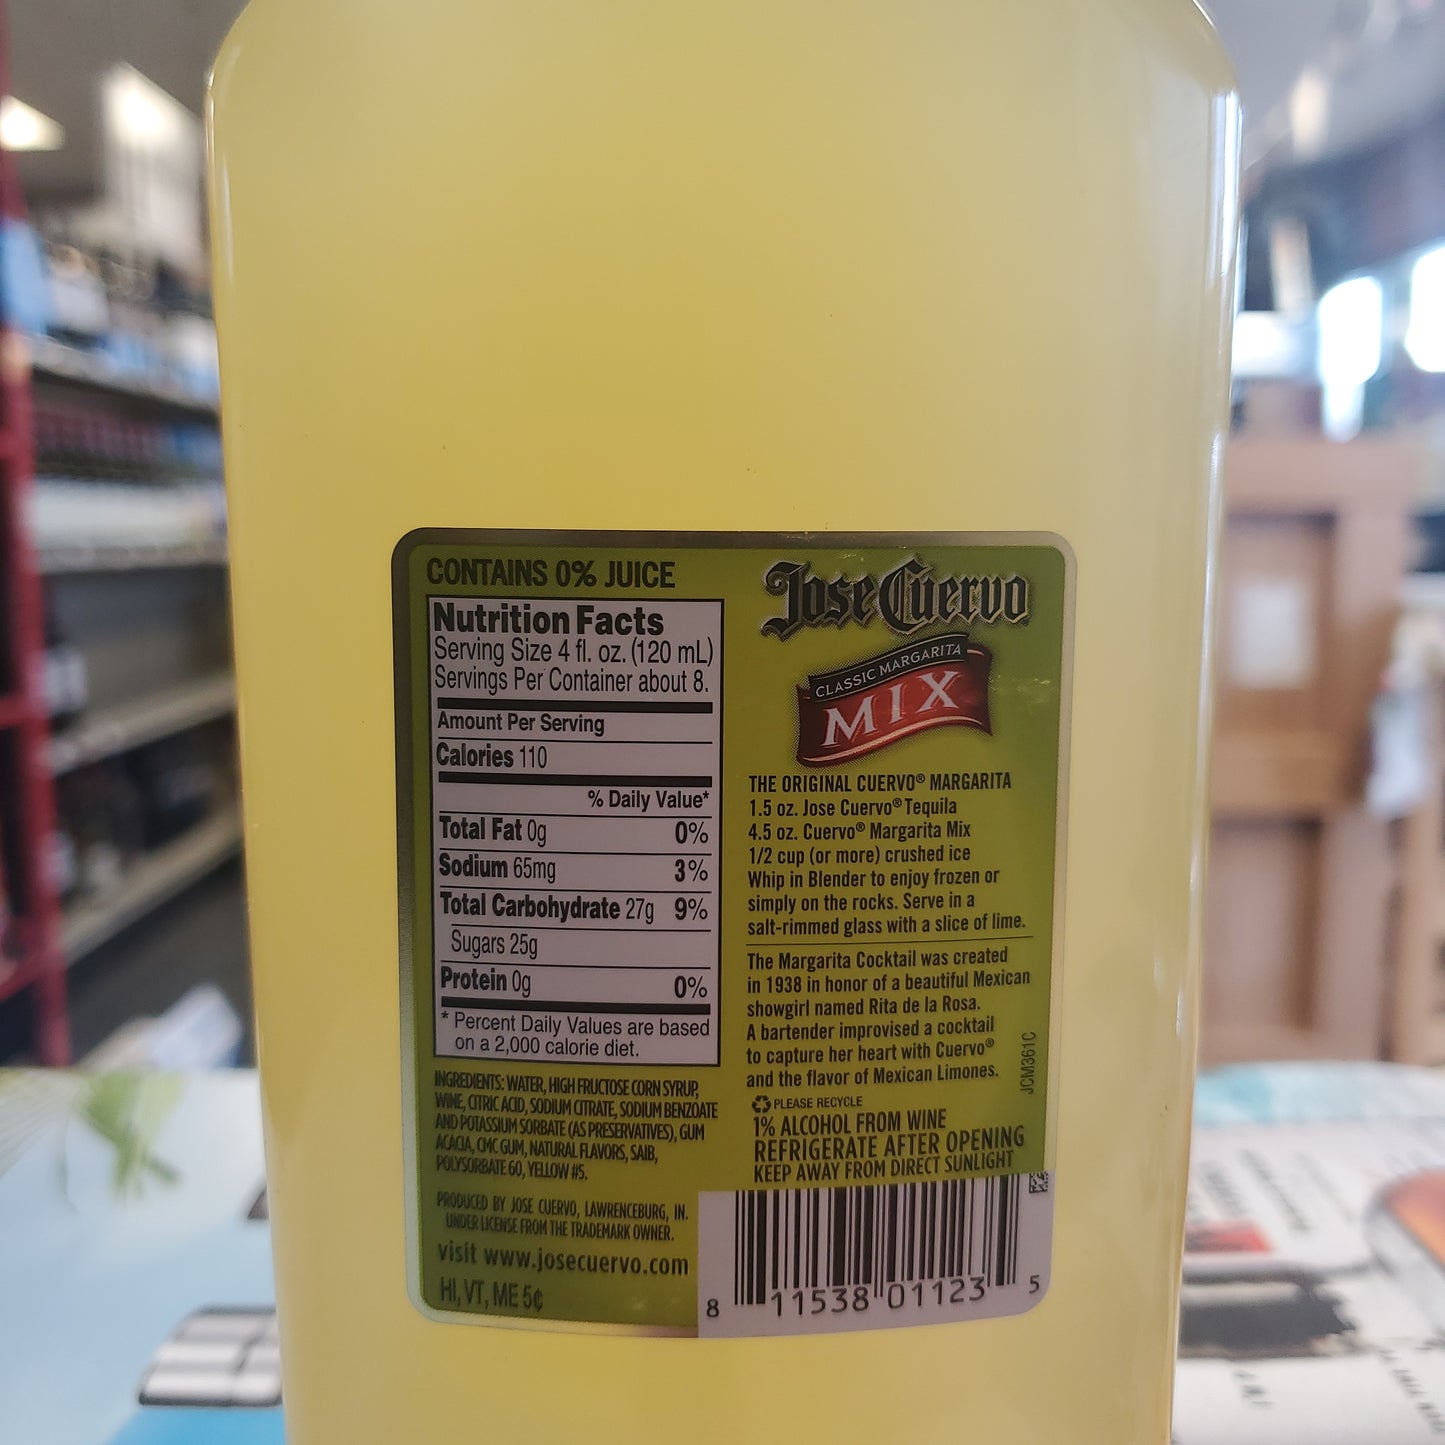 CONTAINS 0% JUICE
Nutrition Facts
Serving Size 4 fl. oz. (120 mL)
Servings Per Container about 8.
Amount Per Serving
Calories 110
% Daily Value*
Total Fat 0g 0%
Sodium 65mg 3%
Total Carbohydrate 27g 9%
Sugars 25g
Protein 0g 0%
* Percent Daily Values are based
on a 2,000 calorie diet.
INGREDIENTS: WATER, HIGH FRUCTOSE CORN SYRUP,
WINE, CITRIC ACID, SODIUM CITRATE, SODIUM BENZOATE
AND POTASSIUM SORBATE (AS PRESERVATIVES), GUM
ACACIA, CMC GUM, NATURAL FLAVORS, SAIB,
POLYSORBATE 60, YELLOW #5.
PRODUCED BY JOSE CUERVO, LAWRENCEBURG, IN.
UNDER LICENSE FROM THE TRADEMARK OWNER.
visit www.josecuervo.com
HI, VT, ME 5¢
Jose Cuervo
CLASSIC MARGARITA
MIX
THE ORIGINAL CUERVO® MARGARITA
1.5 oz. Jose Cuervo® Tequila
4.5 oz. Cuervo® Margarita Mix
1/2 cup (or more) crushed ice
Whip in Blender to enjoy frozen or
simply on the rocks. Serve in a
salt-rimmed glass with a slice of lime.
The Margarita Cocktail was created
in 1938 in honor of a beautiful Mexican
showgirl named Rita de la Rosa.
A bartender improvised a cocktail
to capture her heart with Cuervo®
and the flavor of Mexican Limones.
JCM361C
PLEASE RECYCLE
1% ALCOHOL FROM WINE
REFRIGERATE AFTER OPENING
KEEP AWAY FROM DIRECT SUNLIGHT
8 11538 01123 5